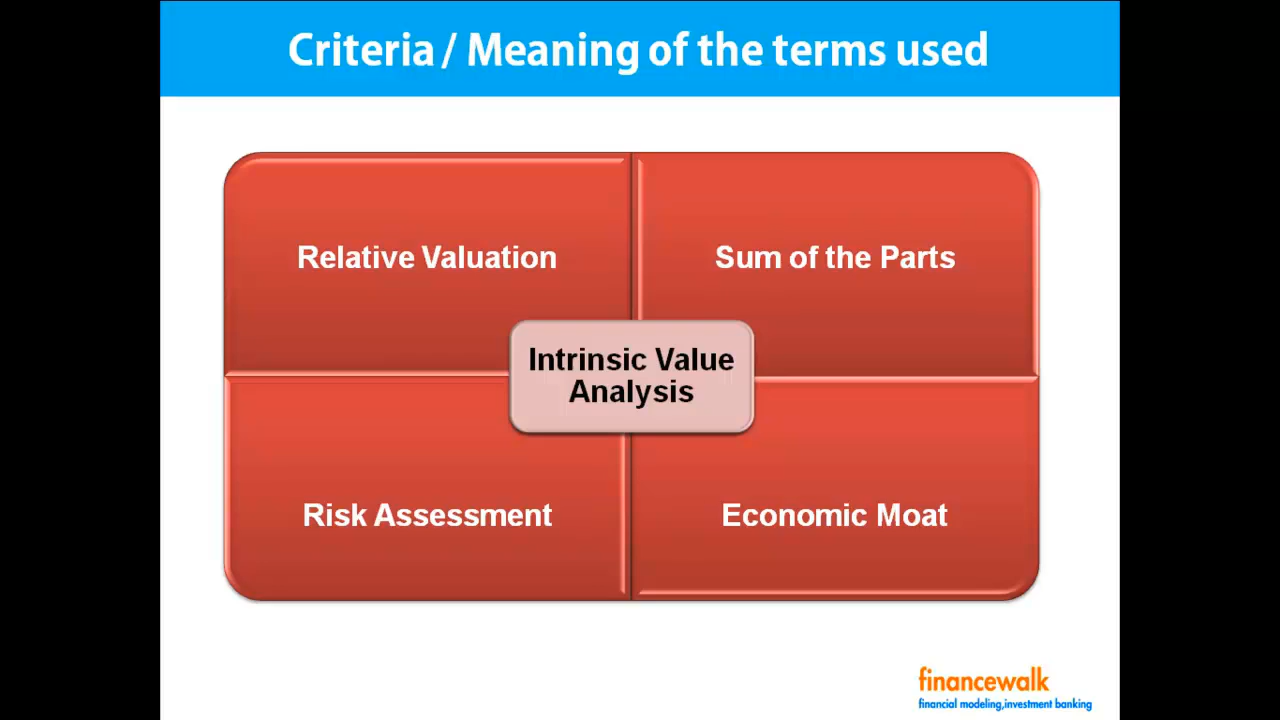 Criteria / Meaning of the terms used
Relative Valuation
Sum of the Parts
Intrinsic Value
Analysis
Risk Assessment
Economic Moat
financewalk
financial modeling,investment banking